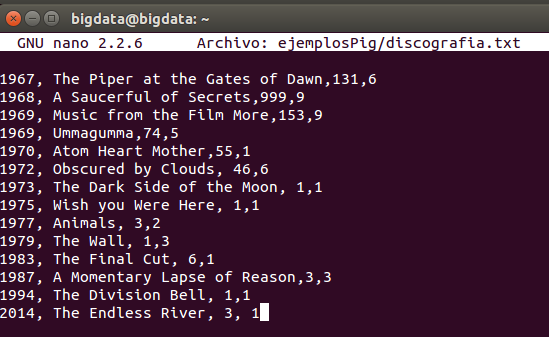 bigdata@bigdata: ~
GNU nano 2.2.6 Archivo: ejemplosPig/discografia.txt
1967, The Piper at the Gates of Dawn,131,6
1968, A Saucerful of Secrets,999,9
1969, Music from the Film More,153,9
1969, Ummagumma,74,5
1970, Atom Heart Mother,55,1
1972, Obscured by Clouds, 46,6
1973, The Dark Side of the Moon, 1,1
1975, Wish you Were Here, 1,1
1977, Animals, 3,2
1979, The Wall, 1,3
1983, The Final Cut, 6,1
1987, A Momentary Lapse of Reason,3,3
1994, The Division Bell, 1,1
2014, The Endless River, 3, 1